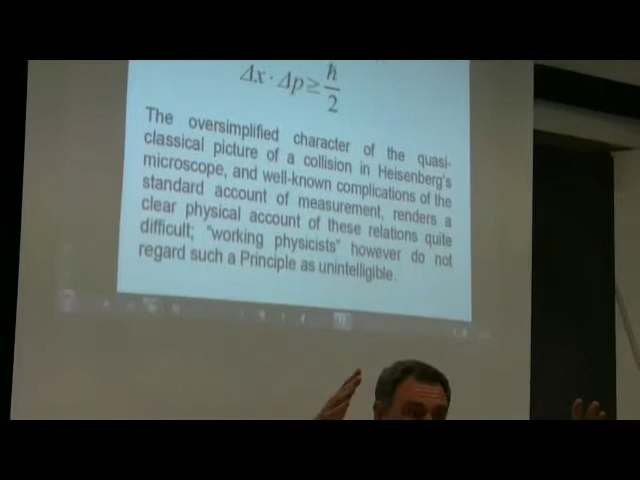 Δx · Δp ≥ ħ/2
The oversimplified character of the quasi-
classical picture of a collision in Heisenberg's
microscope, and well-known complications of the
standard account of measurement, renders a
clear physical account of these relations quite
difficult; "working physicists" however do not
regard such a Principle as unintelligible.